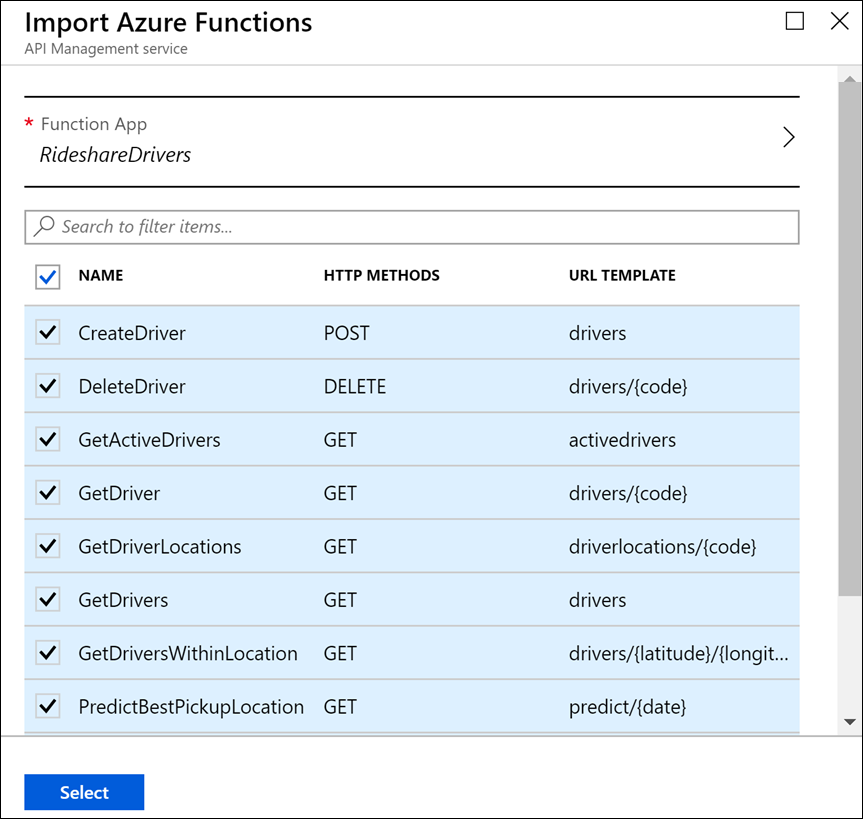 Import Azure Functions
API Management service
* Function App
RideshareDrivers
Search to filter items...
NAME HTTP METHODS URL TEMPLATE
CreateDriver POST drivers
DeleteDriver DELETE drivers/{code}
GetActiveDrivers GET activedrivers
GetDriver GET drivers/{code}
GetDriverLocations GET driverlocations/{code}
GetDrivers GET drivers
GetDriversWithinLocation GET drivers/{latitude}/{longit...
PredictBestPickupLocation GET predict/{date}
Select